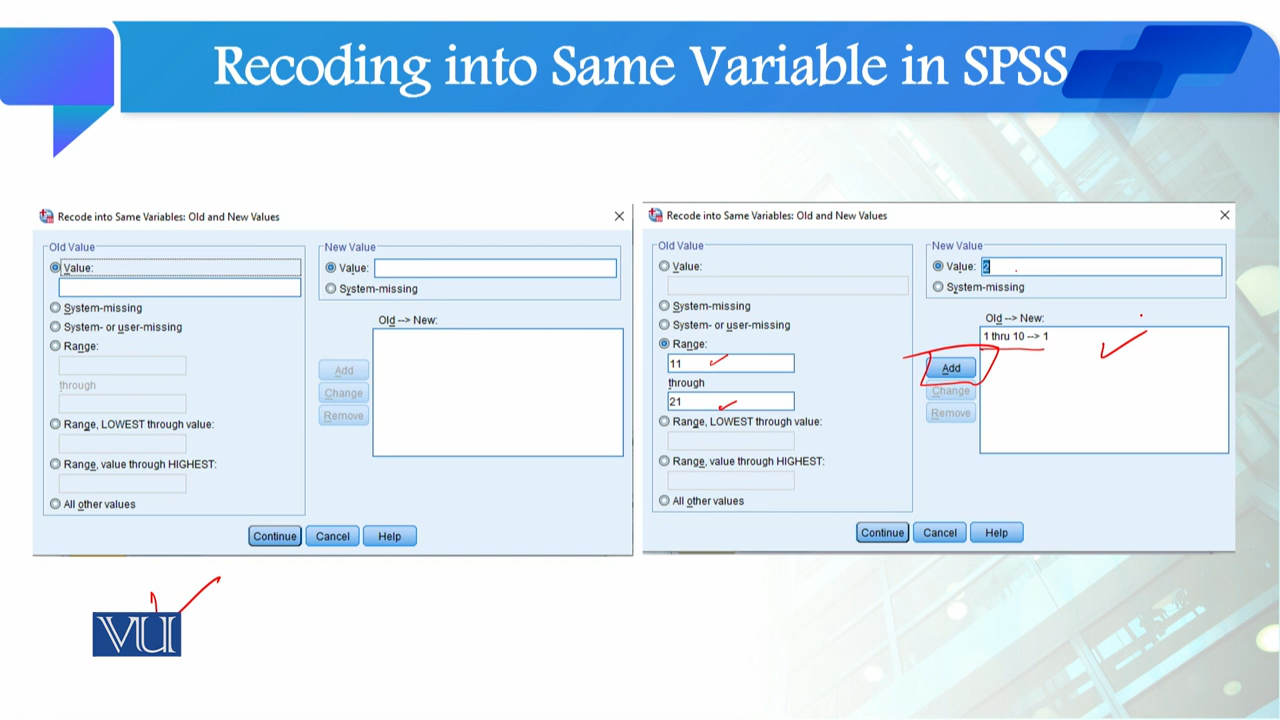 Recoding into Same Variable in SPSS
Recode into Same Variables: Old and New Values
Old Value
Value:
System-missing
System- or user-missing
Range:
through
Range, LOWEST through value:
Range, value through HIGHEST:
All other values
New Value
Value:
System-missing
Old --> New:
Add
Change
Remove
Continue Cancel Help
Recode into Same Variables: Old and New Values
Old Value
Value:
System-missing
System- or user-missing
Range:
11
through
21
Range, LOWEST through value:
Range, value through HIGHEST:
All other values
New Value
Value: 2
System-missing
Old --> New:
1 thru 10 --> 1
Add
Change
Remove
Continue Cancel Help
VU